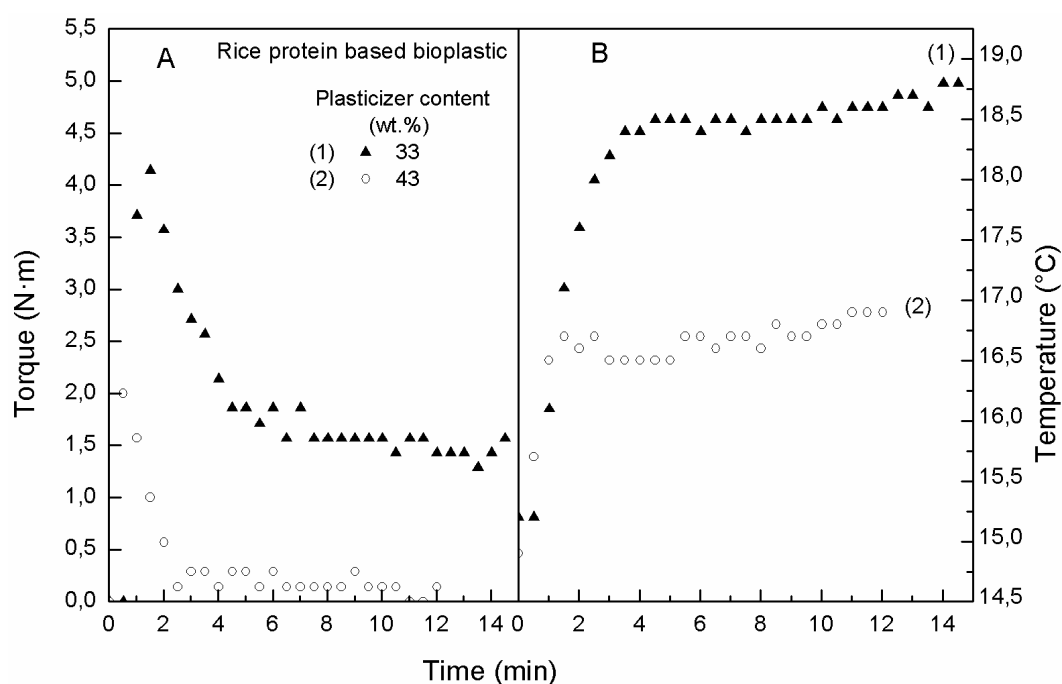 A
Rice protein based bioplastic
Plasticizer content
(wt.%)
(1) ▲ 33
(2) ○ 43
B
(1)
(2)
Torque (N·m)
5,5
5,0
4,5
4,0
3,5
3,0
2,5
2,0
1,5
1,0
0,5
0,0
0 2 4 6 8 10 12 14 0 2 4 6 8 10 12 14
Time (min)
19,0
18,5
18,0
17,5
17,0
16,5
16,0
15,5
15,0
14,5
Temperature (°C)